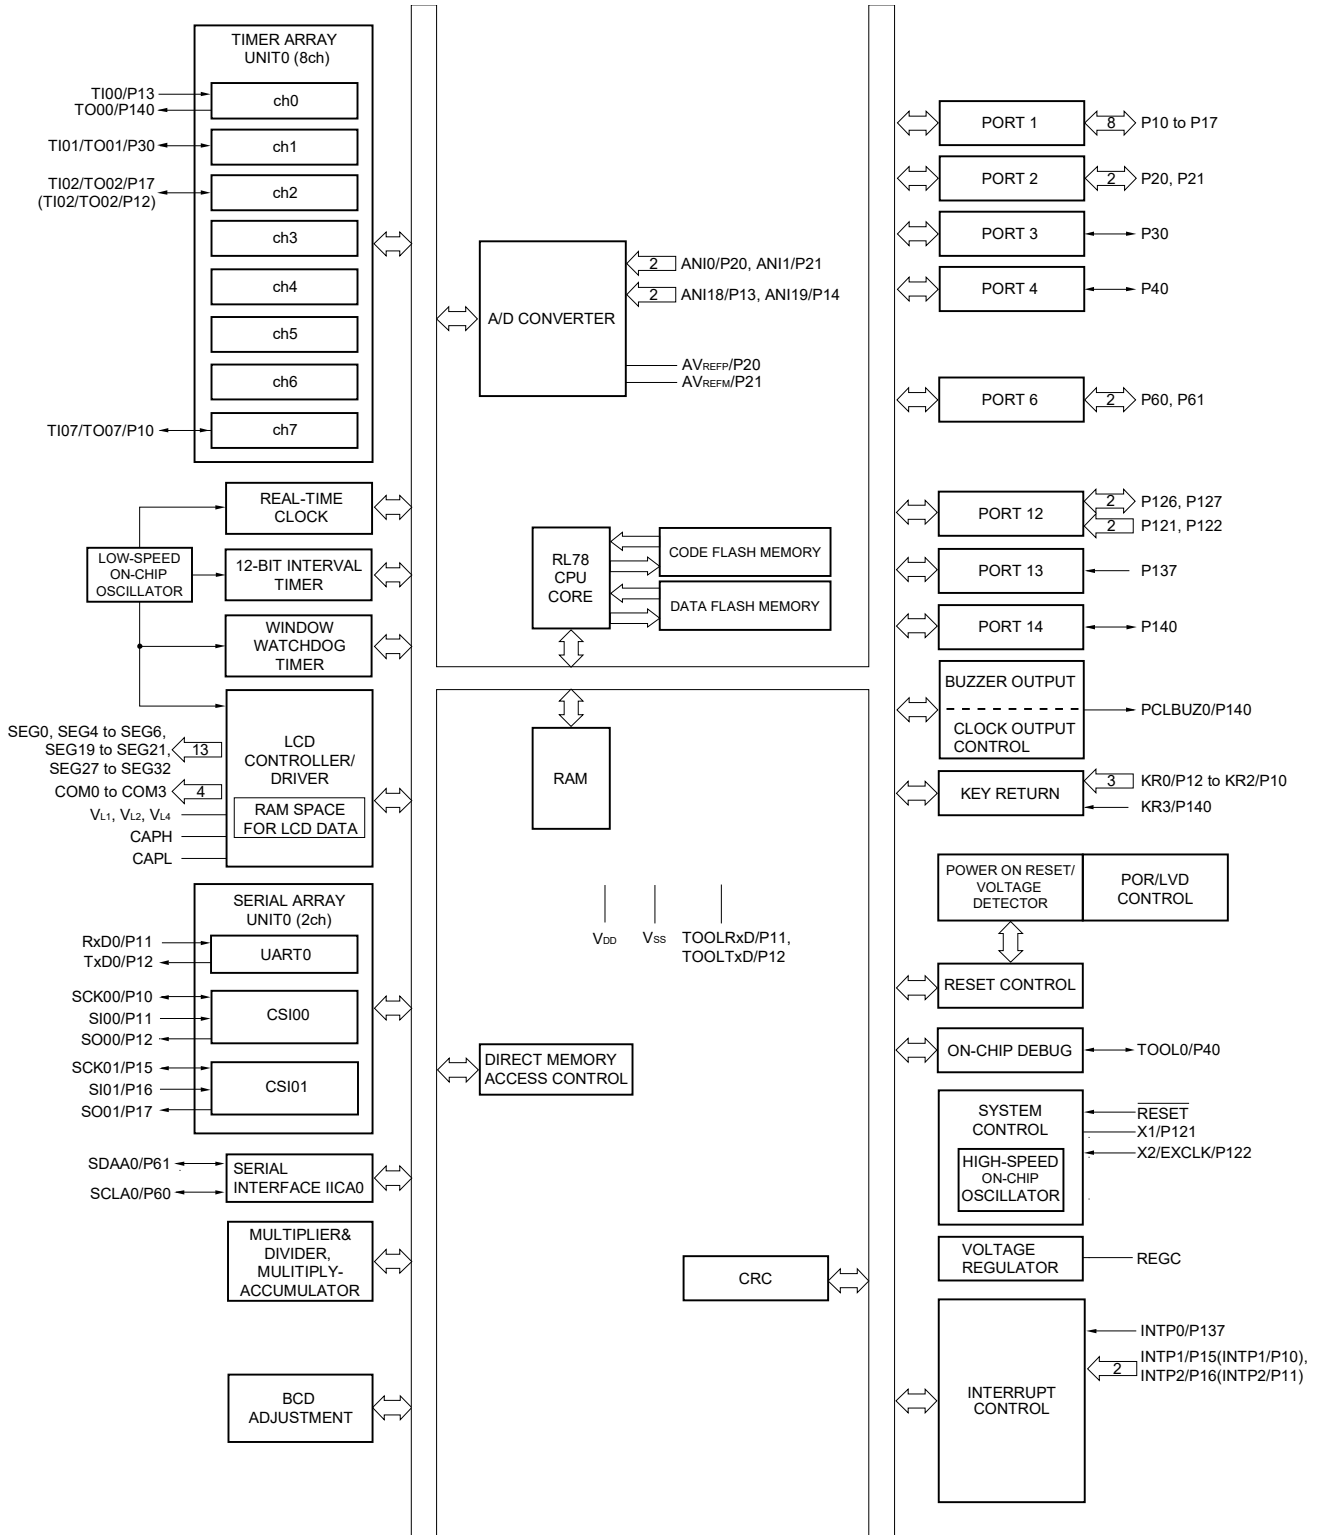 TIMER ARRAY
UNIT0 (8ch)
TI00/P13
TO00/P140
ch0
TI01/TO01/P30
ch1
TI02/TO02/P17
(TI02/TO02/P12)
ch2
ch3
ch4
ch5
ch6
TI07/TO07/P10
ch7
REAL-TIME
CLOCK
LOW-SPEED
ON-CHIP
OSCILLATOR
12-BIT INTERVAL
TIMER
WINDOW
WATCHDOG
TIMER
SEG0, SEG4 to SEG6,
SEG19 to SEG21,
SEG27 to SEG32
13
COM0 to COM3
4
VL1, VL2, VL4
CAPH
CAPL
LCD
CONTROLLER/
DRIVER
RAM SPACE
FOR LCD DATA
SERIAL ARRAY
UNIT0 (2ch)
RxD0/P11
TxD0/P12
UART0
SCK00/P10
SI00/P11
SO00/P12
CSI00
SCK01/P15
SI01/P16
SO01/P17
CSI01
SDAA0/P61
SCLA0/P60
SERIAL
INTERFACE IICA0
MULTIPLIER&
DIVIDER,
MULITIPLY-
ACCUMULATOR
BCD
ADJUSTMENT
A/D CONVERTER
2
ANI0/P20, ANI1/P21
2
ANI18/P13, ANI19/P14
AVREFP/P20
AVREFM/P21
RL78
CPU
CORE
CODE FLASH MEMORY
DATA FLASH MEMORY
RAM
VDD
VSS
TOOLRxD/P11,
TOOLTxD/P12
DIRECT MEMORY
ACCESS CONTROL
CRC
PORT 1
8
P10 to P17
PORT 2
2
P20, P21
PORT 3
P30
PORT 4
P40
PORT 6
2
P60, P61
PORT 12
2
P126, P127
2
P121, P122
PORT 13
P137
PORT 14
P140
BUZZER OUTPUT
CLOCK OUTPUT
CONTROL
PCLBUZ0/P140
KEY RETURN
3
KR0/P12 to KR2/P10
KR3/P140
POWER ON RESET/
VOLTAGE
DETECTOR
POR/LVD
CONTROL
RESET CONTROL
ON-CHIP DEBUG
TOOL0/P40
SYSTEM
CONTROL
HIGH-SPEED
ON-CHIP
OSCILLATOR
RESET
X1/P121
X2/EXCLK/P122
VOLTAGE
REGULATOR
REGC
INTERRUPT
CONTROL
INTP0/P137
2
INTP1/P15(INTP1/P10),
INTP2/P16(INTP2/P11)